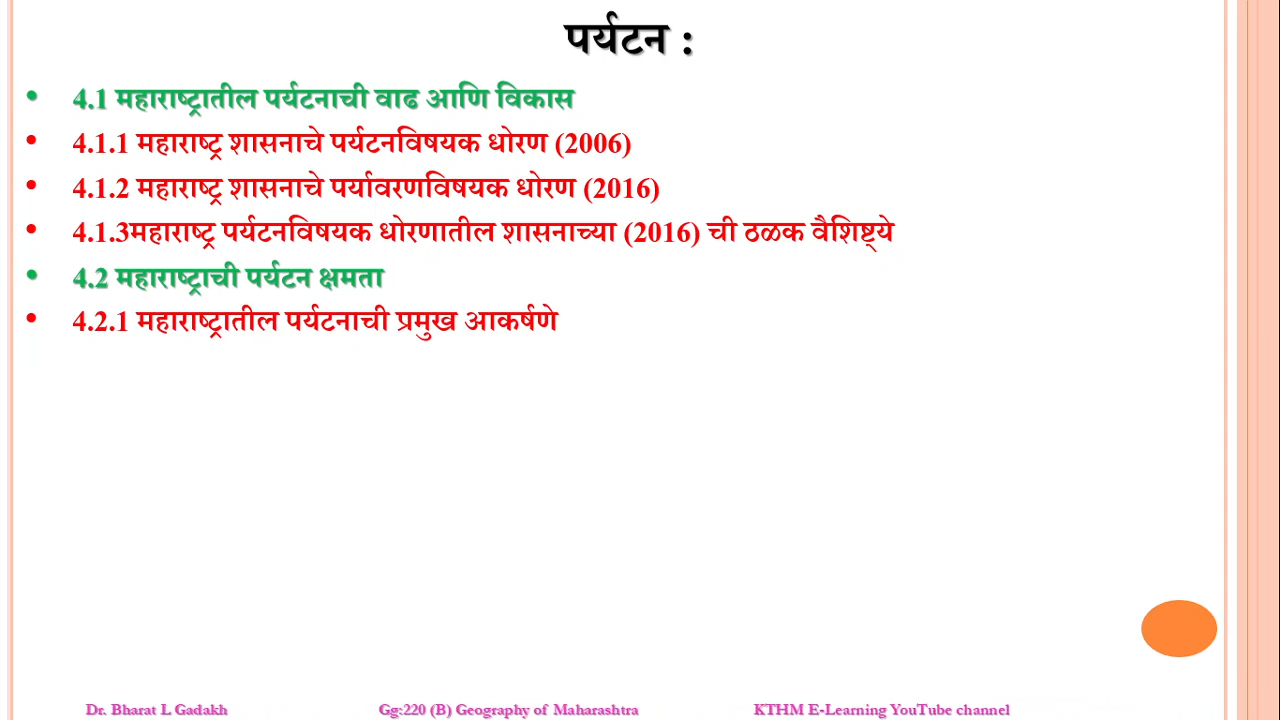 पर्यटन :
• 4.1 महाराष्ट्रातील पर्यटनाची वाढ आणि विकास
• 4.1.1 महाराष्ट्र शासनाचे पर्यटनविषयक धोरण (2006)
• 4.1.2 महाराष्ट्र शासनाचे पर्यावरणविषयक धोरण (2016)
• 4.1.3महाराष्ट्र पर्यटनविषयक धोरणातील शासनाच्या (2016) ची ठळक वैशिष्ट्ये
• 4.2 महाराष्ट्राची पर्यटन क्षमता
• 4.2.1 महाराष्ट्रातील पर्यटनाची प्रमुख आकर्षणे
Dr. Bharat L Gadakh Gg:220 (B) Geography of Maharashtra KTHM E-Learning YouTube channel